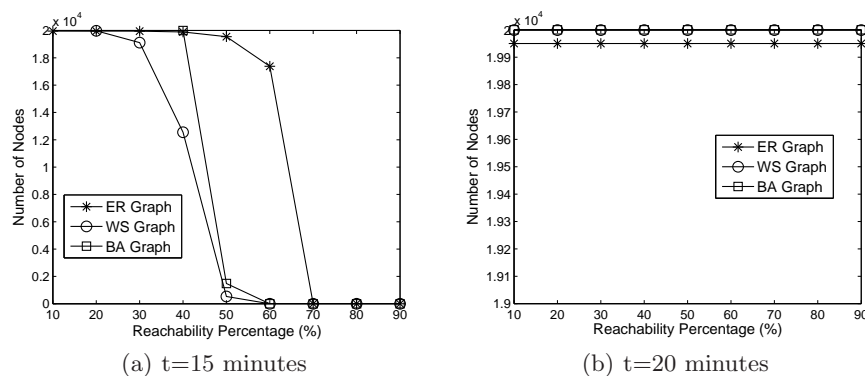 x 10⁴
2
1.8
1.6
1.4
1.2
1
0.8
0.6
0.4
0.2
0
Number of Nodes
ER Graph
WS Graph
BA Graph
10 20 30 40 50 60 70 80 90
Reachability Percentage (%)
(a) t=15 minutes
x 10⁴
2
1.99
1.98
1.97
1.96
1.95
1.94
1.93
1.92
1.91
1.9
Number of Nodes
ER Graph
WS Graph
BA Graph
10 20 30 40 50 60 70 80 90
Reachability Percentage (%)
(b) t=20 minutes